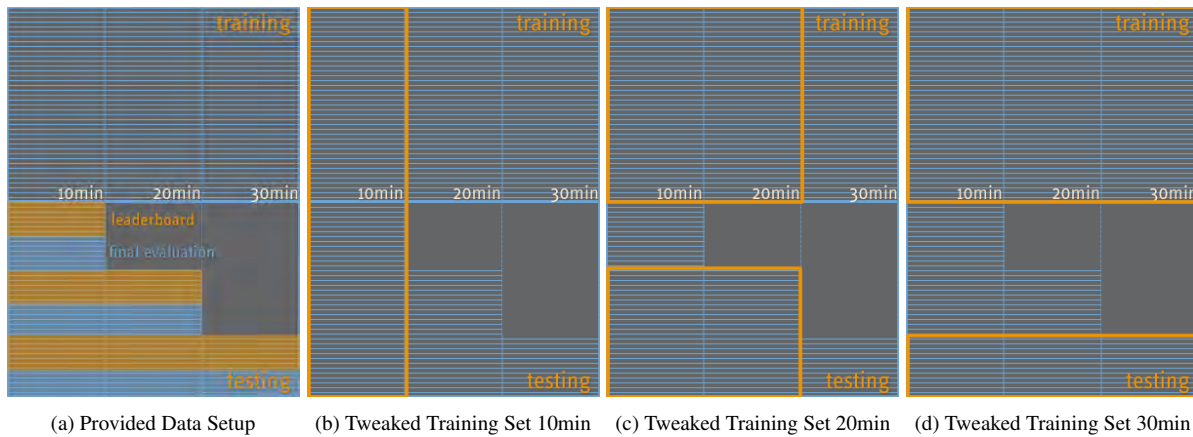 training
10min 20min 30min
leaderboard
final evaluation
testing
(a) Provided Data Setup
training
10min 20min 30min
testing
(b) Tweaked Training Set 10min
training
10min 20min 30min
testing
(c) Tweaked Training Set 20min
training
10min 20min 30min
testing
(d) Tweaked Training Set 30min